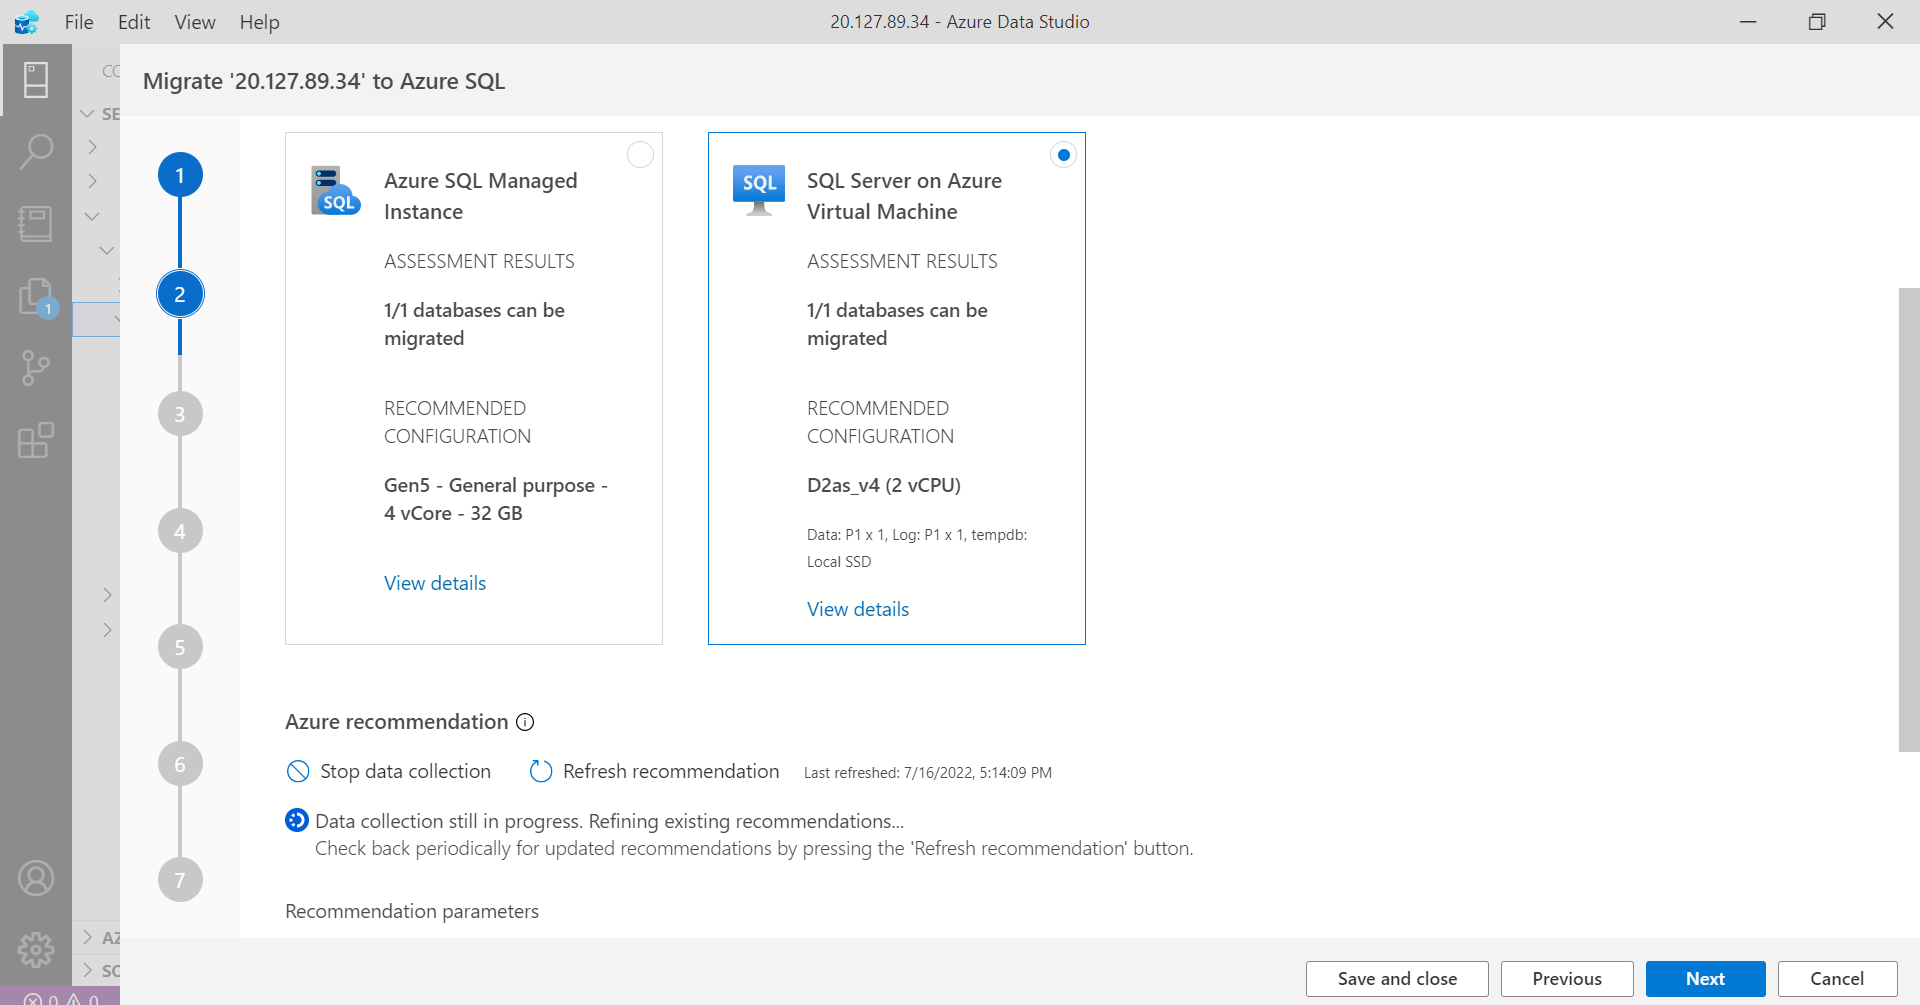 File Edit View Help
20.127.89.34 - Azure Data Studio
CO
Migrate '20.127.89.34' to Azure SQL
SE
1
2
3
4
5
6
7
1
SQL
Azure SQL Managed
Instance
ASSESSMENT RESULTS
1/1 databases can be
migrated
RECOMMENDED
CONFIGURATION
Gen5 - General purpose -
4 vCore - 32 GB
View details
SQL
SQL Server on Azure
Virtual Machine
ASSESSMENT RESULTS
1/1 databases can be
migrated
RECOMMENDED
CONFIGURATION
D2as_v4 (2 vCPU)
Data: P1 x 1, Log: P1 x 1, tempdb:
Local SSD
View details
Azure recommendation
Stop data collection
Refresh recommendation
Last refreshed: 7/16/2022, 5:14:09 PM
Data collection still in progress. Refining existing recommendations...
Check back periodically for updated recommendations by pressing the 'Refresh recommendation' button.
Recommendation parameters
AZ
SQ
0 0
Save and close
Previous
Next
Cancel